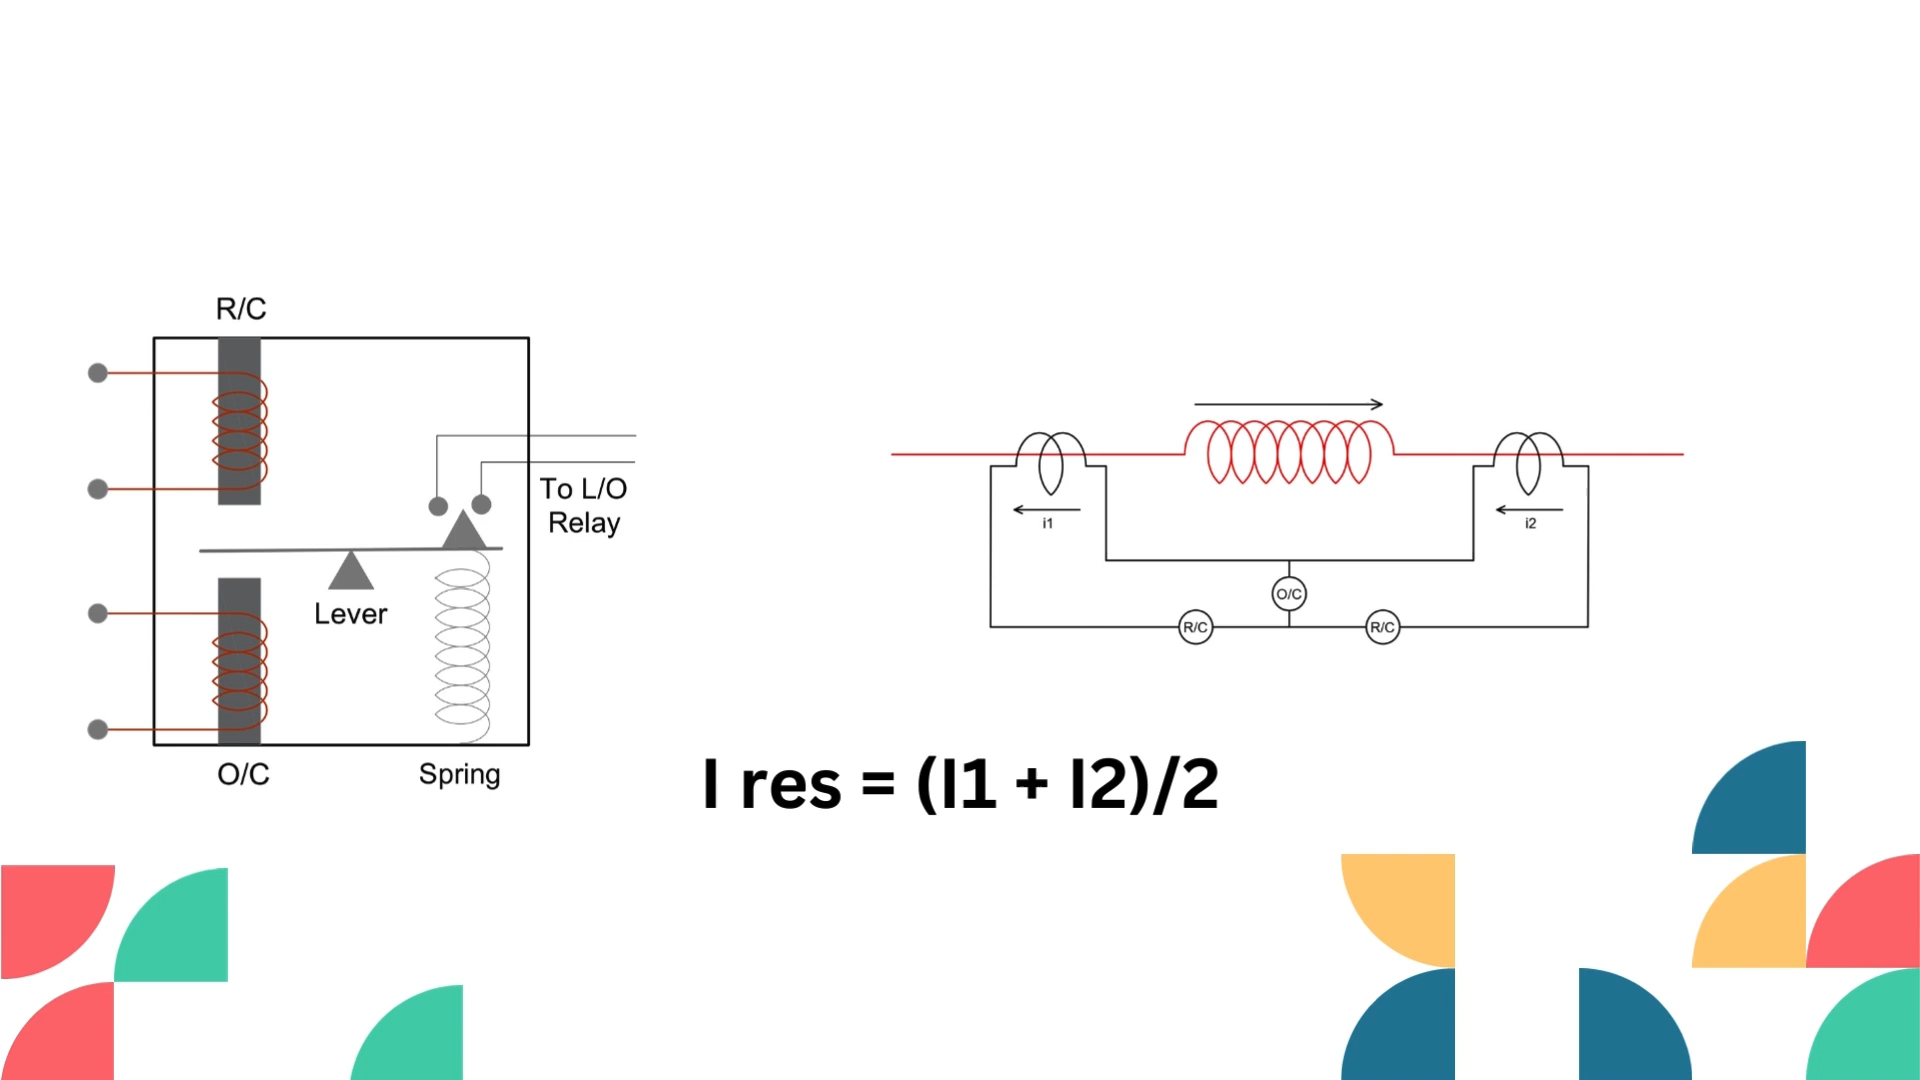 R/C
To L/O
Relay
Lever
O/C
Spring
i1
i2
O/C
R/C
R/C
I res = (I1 + I2)/2